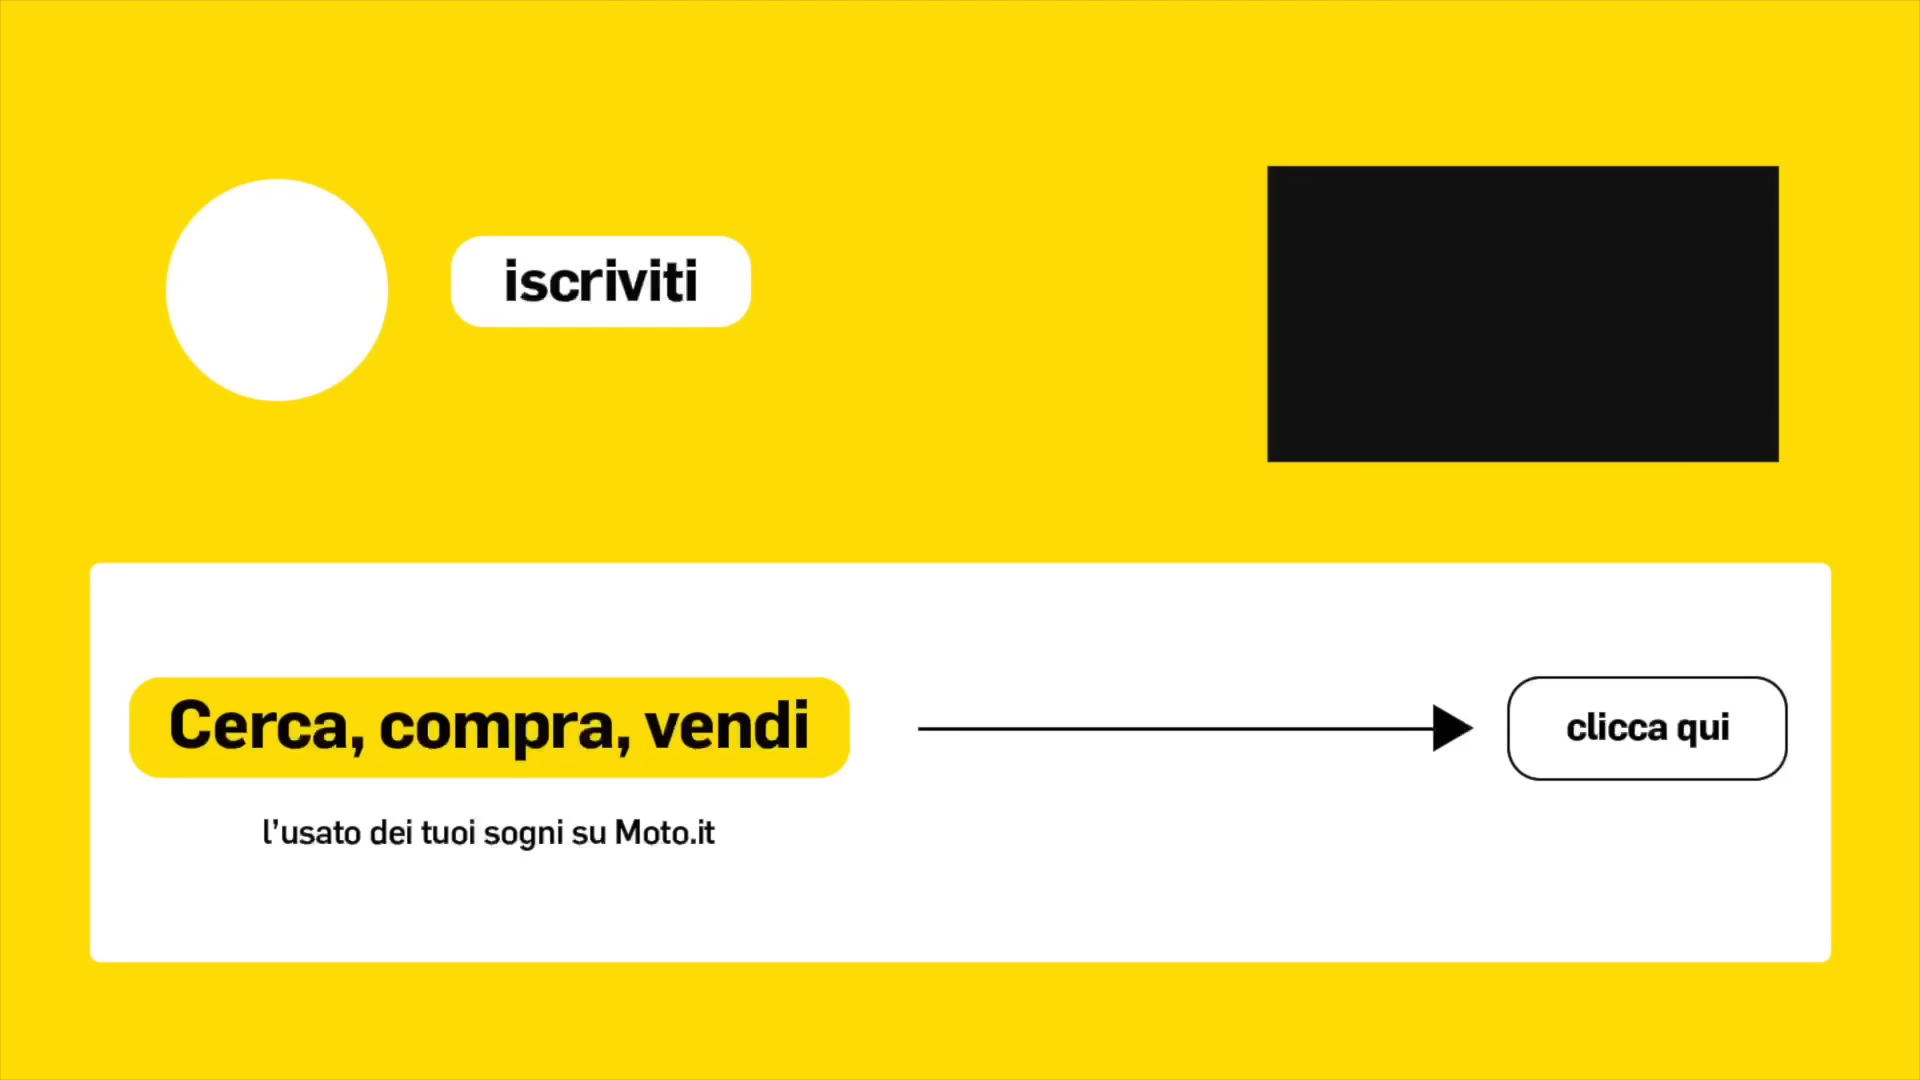 iscriviti
Cerca, compra, vendi
clicca qui
l’usato dei tuoi sogni su Moto.it